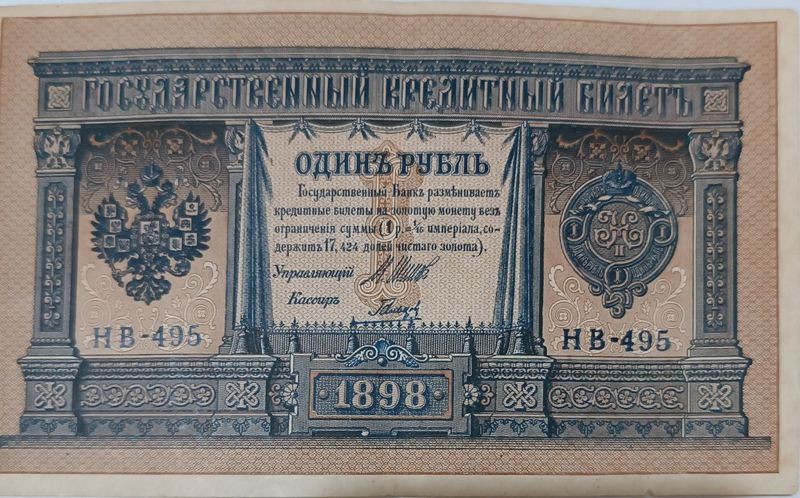 ГОСУДАРСТВЕННЫЙ КРЕДИТНЫЙ БИЛЕТЪ
ОДИНЪ РУБЛЬ
Государственный Банкъ размѣниваетъ
кредитные билеты на золотую монету безъ
ограниченія суммы (1 р. = 1/15 имперіала, со-
держитъ 17, 424 долей чистаго золота).
Управляющій
Кассиръ
НВ-495
НВ-495
1898